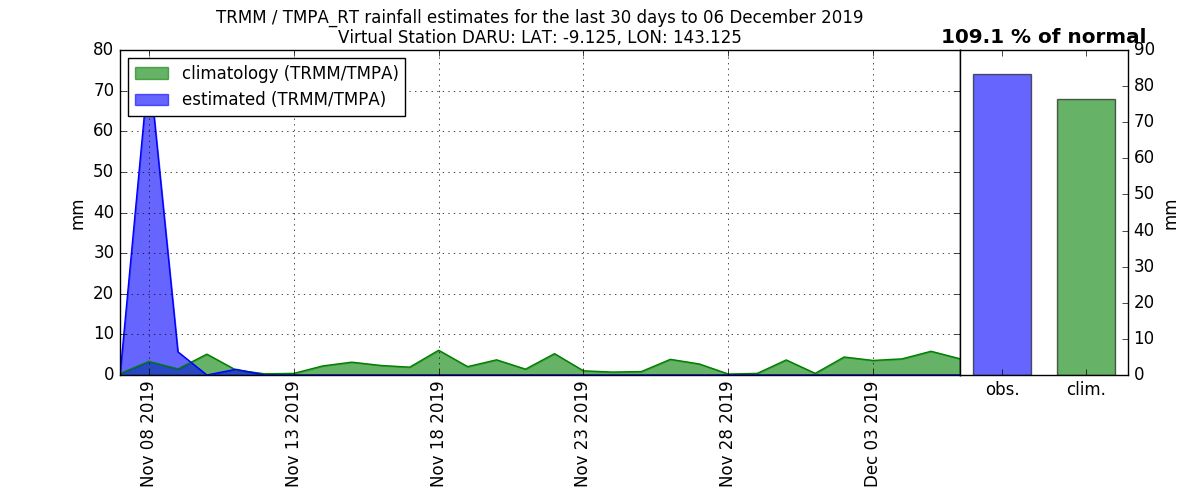 TRMM / TMPA_RT rainfall estimates for the last 30 days to 06 December 2019
Virtual Station DARU: LAT: -9.125, LON: 143.125
109.1 % of normal
climatology (TRMM/TMPA)
estimated (TRMM/TMPA)
80
70
60
50
40
30
20
10
0
mm
Nov 08 2019
Nov 13 2019
Nov 18 2019
Nov 23 2019
Nov 28 2019
Dec 03 2019
90
80
70
60
50
40
30
20
10
0
mm
obs.
clim.